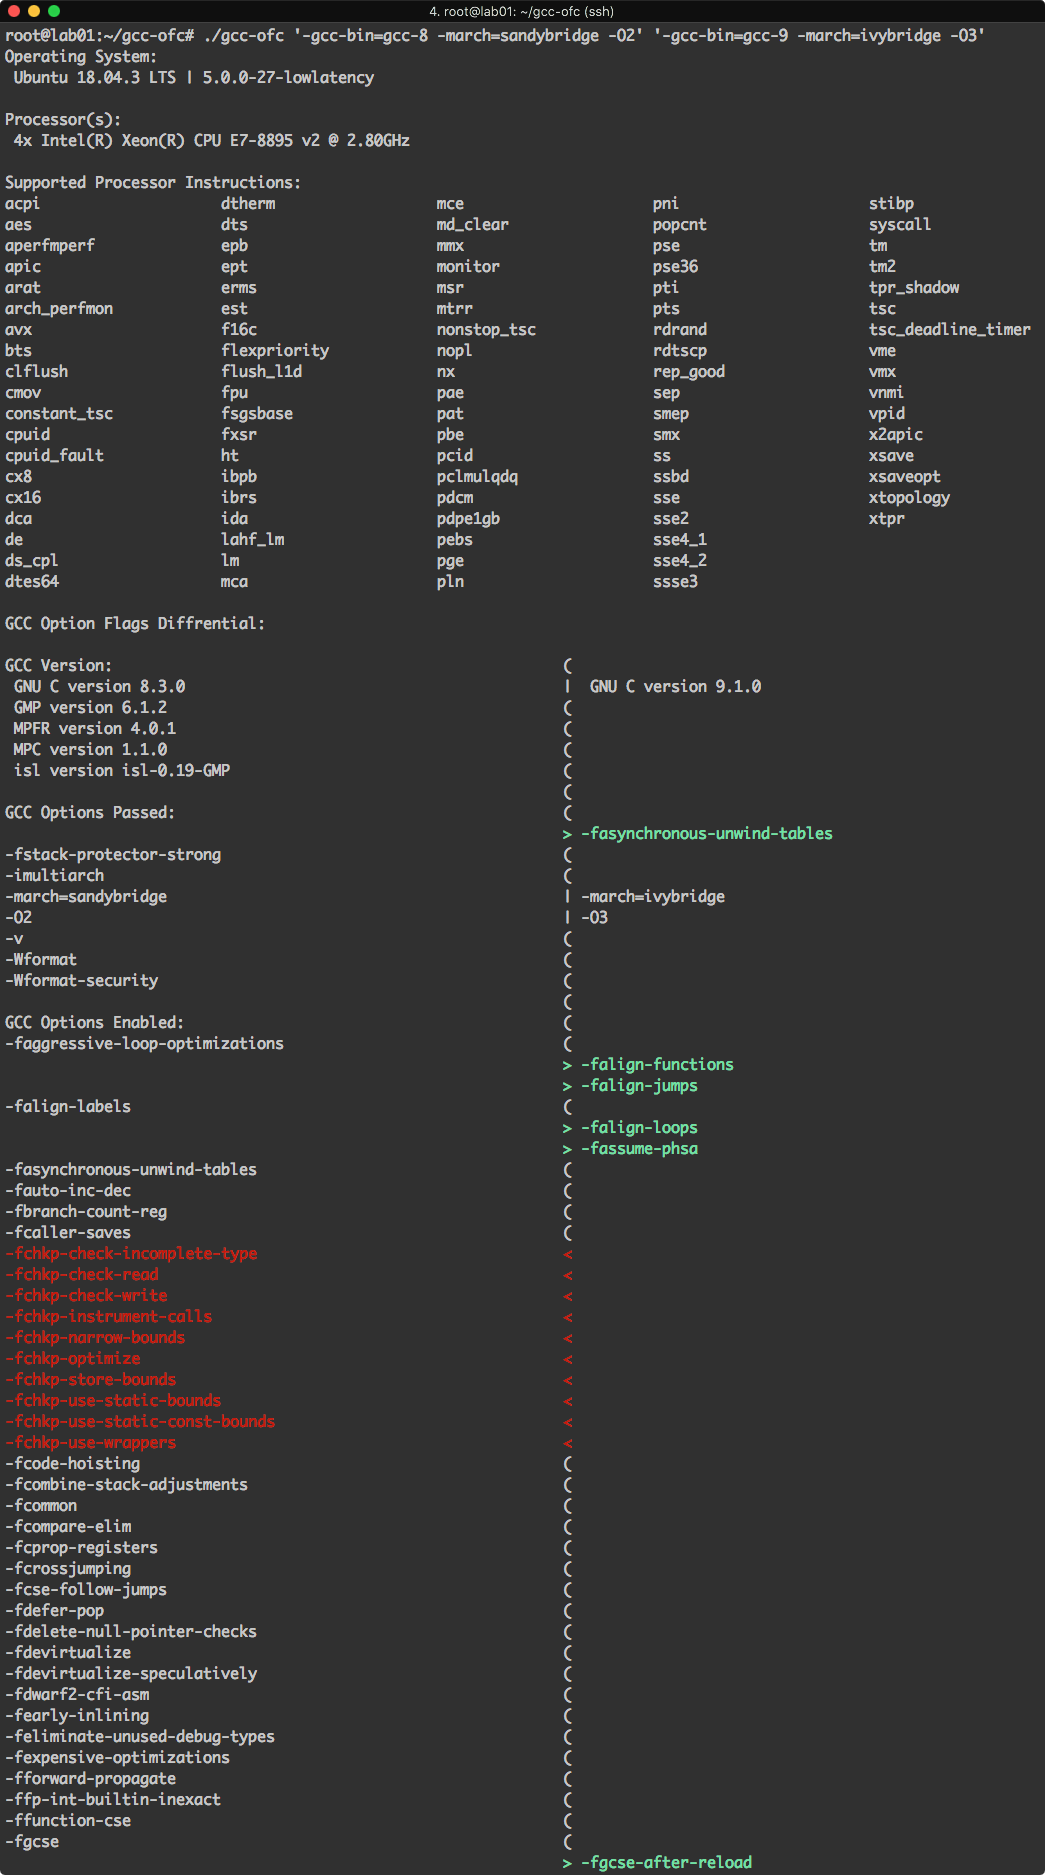 4. root@lab01: ~/gcc-ofc (ssh)
root@lab01:~/gcc-ofc# ./gcc-ofc '-gcc-bin=gcc-8 -march=sandybridge -O2' '-gcc-bin=gcc-9 -march=ivybridge -O3'
Operating System:
Ubuntu 18.04.3 LTS | 5.0.0-27-lowlatency
Processor(s):
4x Intel(R) Xeon(R) CPU E7-8895 v2 @ 2.80GHz
Supported Processor Instructions:
acpi dtherm mce pni stibp
aes dts md_clear popcnt syscall
aperfmperf epb mmx pse tm
apic ept monitor pse36 tm2
arat erms msr pti tpr_shadow
arch_perfmon est mtrr pts tsc
avx f16c nonstop_tsc rdrand tsc_deadline_timer
bts flexpriority nopl rdtscp vme
clflush flush_l1d nx rep_good vmx
cmov fpu pae sep vnmi
constant_tsc fsgsbase pat smep vpid
cpuid fxsr pbe smx x2apic
cpuid_fault ht pcid ss xsave
cx8 ibpb pclmulqdq ssbd xsaveopt
cx16 ibrs pdcm sse xtopology
dca ida pdpe1gb sse2 xtpr
de lahf_lm pebs sse4_1
ds_cpl lm pge sse4_2
dtes64 mca pln ssse3
GCC Option Flags Diffrential:
GCC Version: (
GNU C version 8.3.0 | GNU C version 9.1.0
GMP version 6.1.2 (
MPFR version 4.0.1 (
MPC version 1.1.0 (
isl version isl-0.19-GMP (
(
GCC Options Passed: (
> -fasynchronous-unwind-tables
-fstack-protector-strong (
-imultiarch (
-march=sandybridge | -march=ivybridge
-O2 | -O3
-v (
-Wformat (
-Wformat-security (
(
GCC Options Enabled: (
-faggressive-loop-optimizations (
> -falign-functions
> -falign-jumps
-falign-labels (
> -falign-loops
> -fassume-phsa
-fasynchronous-unwind-tables (
-fauto-inc-dec (
-fbranch-count-reg (
-fcaller-saves (
-fchkp-check-incomplete-type <
-fchkp-check-read <
-fchkp-check-write <
-fchkp-instrument-calls <
-fchkp-narrow-bounds <
-fchkp-optimize <
-fchkp-store-bounds <
-fchkp-use-static-bounds <
-fchkp-use-static-const-bounds <
-fchkp-use-wrappers <
-fcode-hoisting (
-fcombine-stack-adjustments (
-fcommon (
-fcompare-elim (
-fcprop-registers (
-fcrossjumping (
-fcse-follow-jumps (
-fdefer-pop (
-fdelete-null-pointer-checks (
-fdevirtualize (
-fdevirtualize-speculatively (
-fdwarf2-cfi-asm (
-fearly-inlining (
-feliminate-unused-debug-types (
-fexpensive-optimizations (
-fforward-propagate (
-ffp-int-builtin-inexact (
-ffunction-cse (
-fgcse (
> -fgcse-after-reload